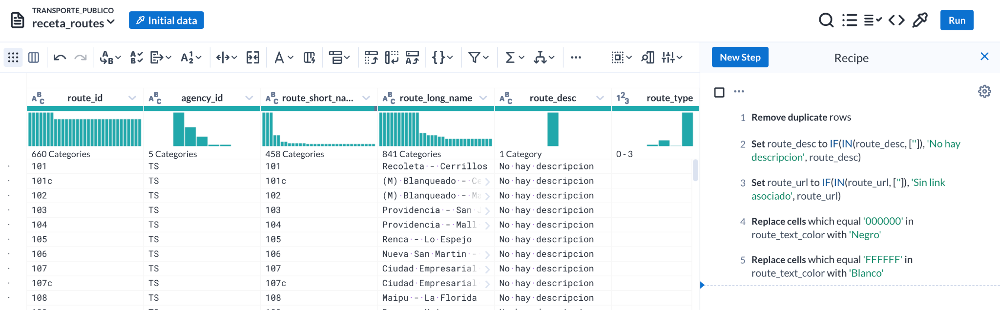 TRANSPORTE_PUBLICO
receta_routes
Initial data
Run
New Step
Recipe
route_id
agency_id
route_short_na...
route_long_name
route_desc
route_type
660 Categories
5 Categories
458 Categories
841 Categories
1 Category
0 - 3
101 TS 101 Recoleta - Cerrillos No hay descripcion
101c TS 101c (M) Blanqueado - Ce No hay descripcion
102 TS 102 (M) Blanqueado - Ma No hay descripcion
103 TS 103 Providencia - San J No hay descripcion
104 TS 104 Providencia - Mall No hay descripcion
105 TS 105 Renca - Lo Espejo No hay descripcion
106 TS 106 Nueva San Martin - No hay descripcion
107 TS 107 Ciudad Empresarial No hay descripcion
107c TS 107c Ciudad Empresarial No hay descripcion
108 TS 108 Maipu - La Florida No hay descripcion
1 Remove duplicate rows
2 Set route_desc to IF(IN(route_desc, ['']), 'No hay
descripcion', route_desc)
3 Set route_url to IF(IN(route_url, ['']), 'Sin link
asociado', route_url)
4 Replace cells which equal '000000' in
route_text_color with 'Negro'
5 Replace cells which equal 'FFFFFF' in
route_text_color with 'Blanco'